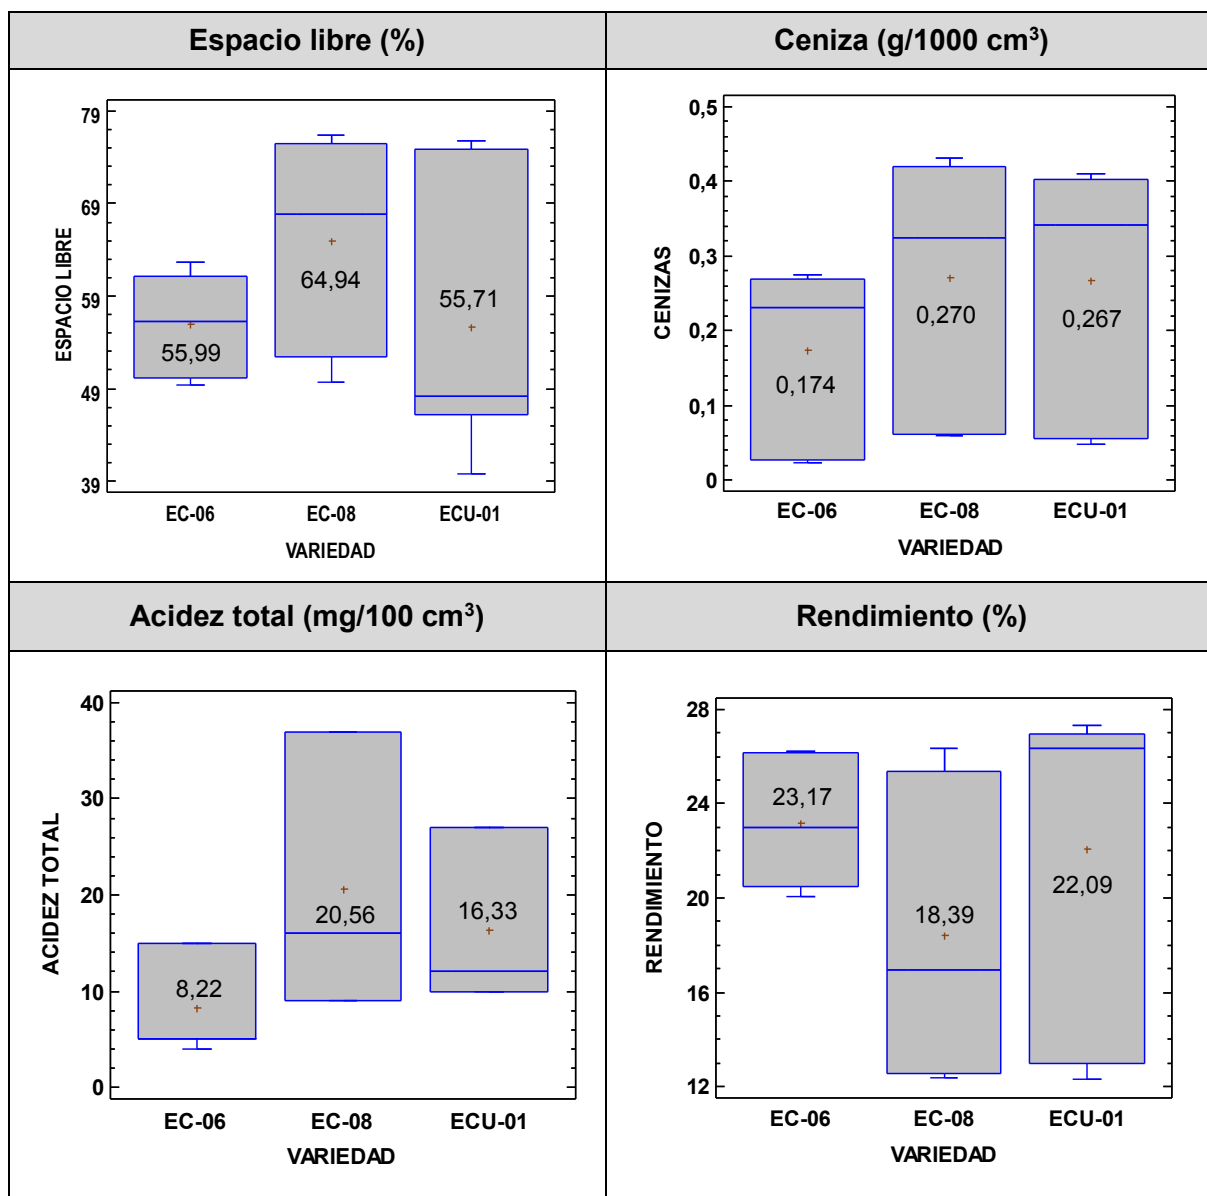 Espacio libre (%)
Ceniza (g/1000 cm³)
79
69
59
49
39
ESPACIO LIBRE
55,99
64,94
55,71
EC-06 EC-08 ECU-01
VARIEDAD
0,5
0,4
0,3
0,2
0,1
0
CENIZAS
0,174
0,270
0,267
EC-06 EC-08 ECU-01
VARIEDAD
Acidez total (mg/100 cm³)
Rendimiento (%)
40
30
20
10
0
ACIDEZ TOTAL
8,22
20,56
16,33
EC-06 EC-08 ECU-01
VARIEDAD
28
24
20
16
12
RENDIMIENTO
23,17
18,39
22,09
EC-06 EC-08 ECU-01
VARIEDAD